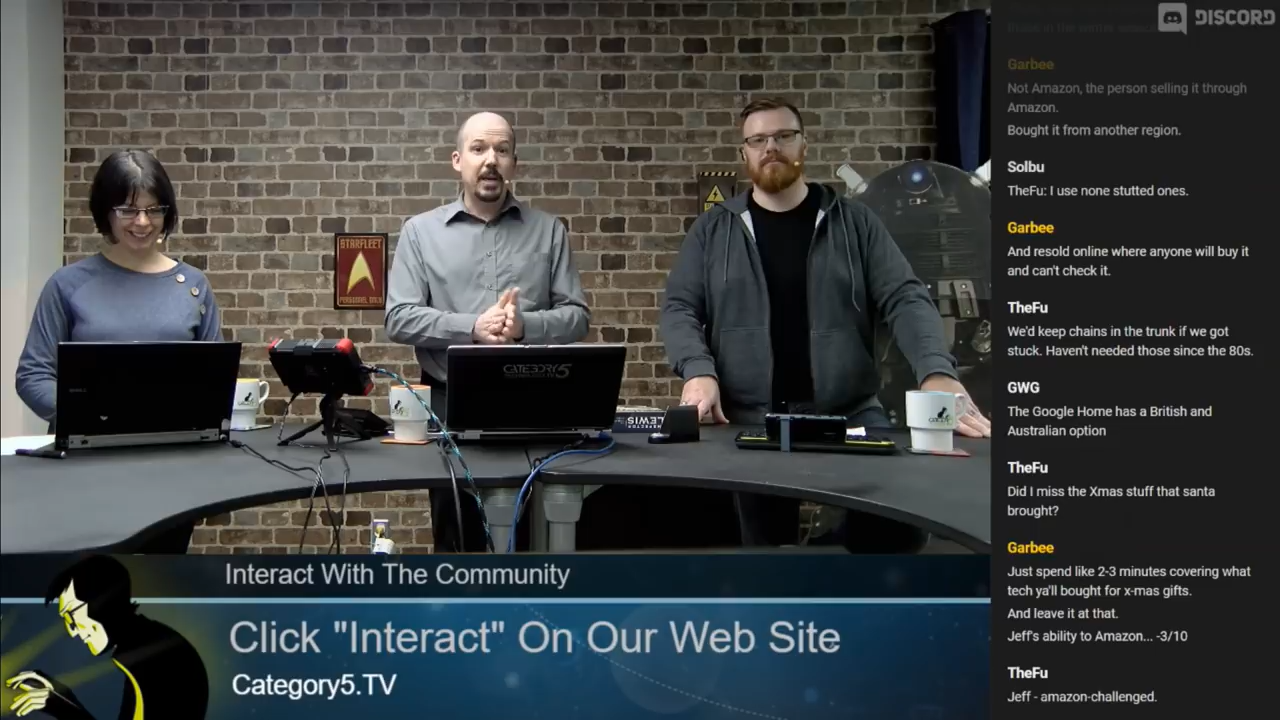 STARFLEET
PERSONNEL ONLY
CATEGORY5
LEWIS
Interact With The Community
Click "Interact" On Our Web Site
Category5.TV
DISCORD
Garbee
Not Amazon, the person selling it through
Amazon.
Bought it from another region.
Solbu
TheFu: I use none stutted ones.
Garbee
And resold online where anyone will buy it
and can't check it.
TheFu
We'd keep chains in the trunk if we got
stuck. Haven't needed those since the 80s.
GWG
The Google Home has a British and
Australian option
TheFu
Did I miss the Xmas stuff that santa
brought?
Garbee
Just spend like 2-3 minutes covering what
tech ya'll bought for x-mas gifts.
And leave it at that.
Jeff's ability to Amazon... -3/10
TheFu
Jeff - amazon-challenged.